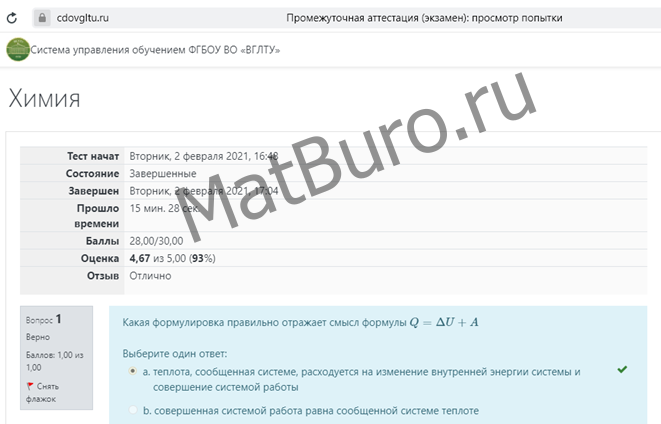 cdovgltu.ru Промежуточная аттестация (экзамен): просмотр попытки
Система управления обучением ФГБОУ ВО «ВГЛТУ»
Химия
Тест начат Вторник, 2 февраля 2021, 16:48
Состояние Завершенные
Завершен Вторник, 2 февраля 2021, 17:04
Прошло времени 15 мин. 28 сек.
Баллы 28,00/30,00
Оценка 4,67 из 5,00 (93%)
Отзыв Отлично
MatBuro.ru
Вопрос 1
Верно
Баллов: 1,00 из
1,00
Снять
флажок
Какая формулировка правильно отражает смысл формулы Q = ΔU + A
Выберите один ответ:
a. теплота, сообщенная системе, расходуется на изменение внутренней энергии системы и
совершение системой работы
b. совершенная системой работа равна сообщенной системе теплоте